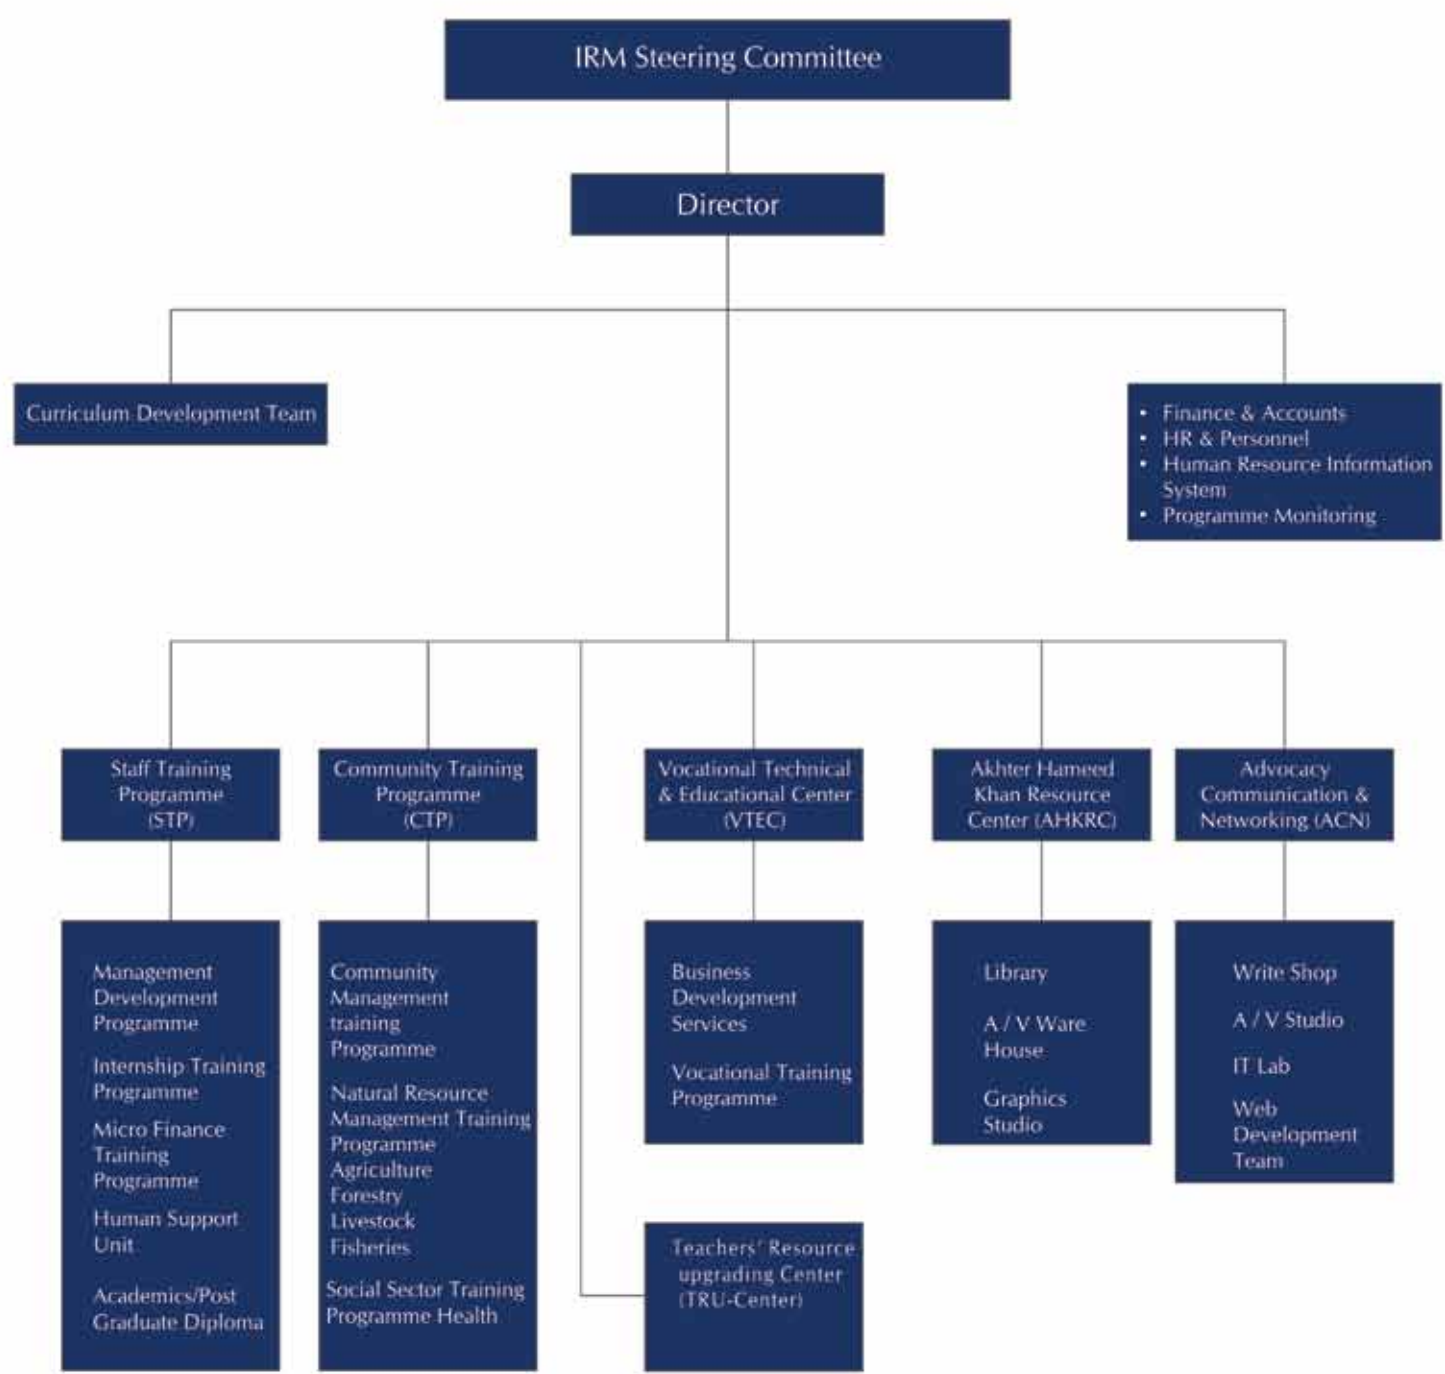 IRM Steering Committee
Director
Curriculum Development Team
• Finance & Accounts
• HR & Personnel
• Human Resource Information
System
• Programme Monitoring
Staff Training
Programme
(STP)
Community Training
Programme
(CTP)
Vocational Technical
& Educational Center
(VTEC)
Akhter Hameed
Khan Resource
Center (AHKRC)
Advocacy
Communication &
Networking (ACN)
Management
Development
Programme
Internship Training
Programme
Micro Finance
Training
Programme
Human Support
Unit
Academics/Post
Graduate Diploma
Community
Management
training
Programme
Natural Resource
Management Training
Programme
Agriculture
Forestry
Livestock
Fisheries
Social Sector Training
Programme Health
Business
Development
Services
Vocational Training
Programme
Library
A / V Ware
House
Graphics
Studio
Write Shop
A / V Studio
IT Lab
Web
Development
Team
Teachers' Resource
upgrading Center
(TRU-Center)